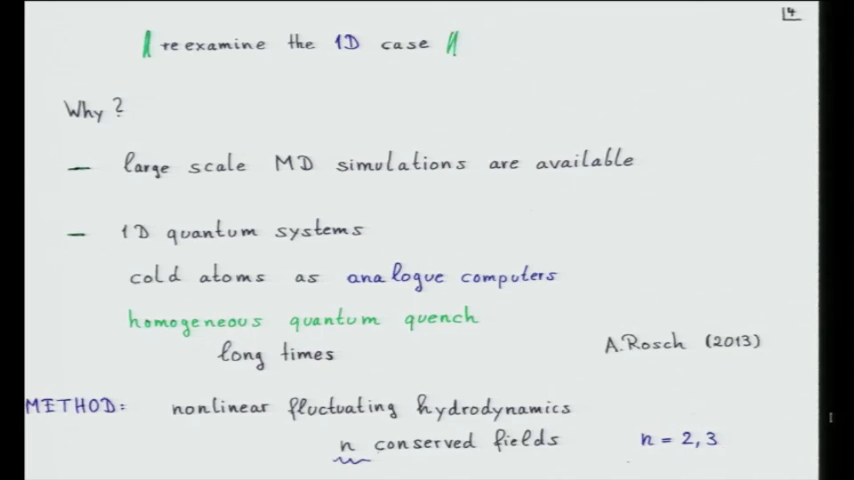 4
reexamine the 1D case
Why?
— large scale MD simulations are available
— 1D quantum systems
cold atoms as analogue computers
homogeneous quantum quench
long times
A.Rosch (2013)
METHOD: nonlinear fluctuating hydrodynamics
n conserved fields n = 2,3